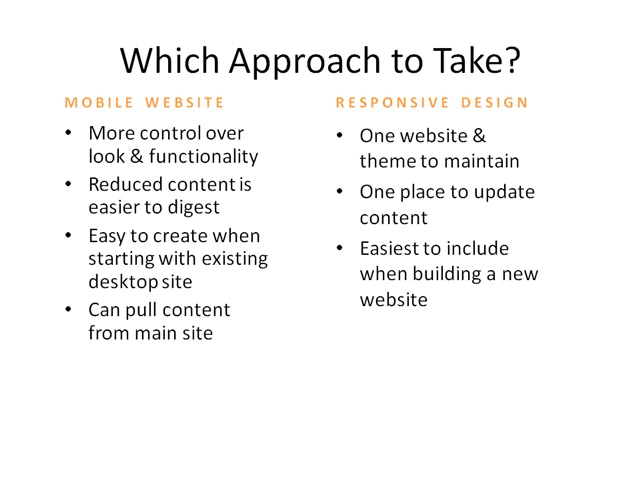 Which Approach to Take?
MOBILE WEBSITE
• More control over
look & functionality
• Reduced content is
easier to digest
• Easy to create when
starting with existing
desktop site
• Can pull content
from main site
RESPONSIVE DESIGN
• One website &
theme to maintain
• One place to update
content
• Easiest to include
when building a new
website